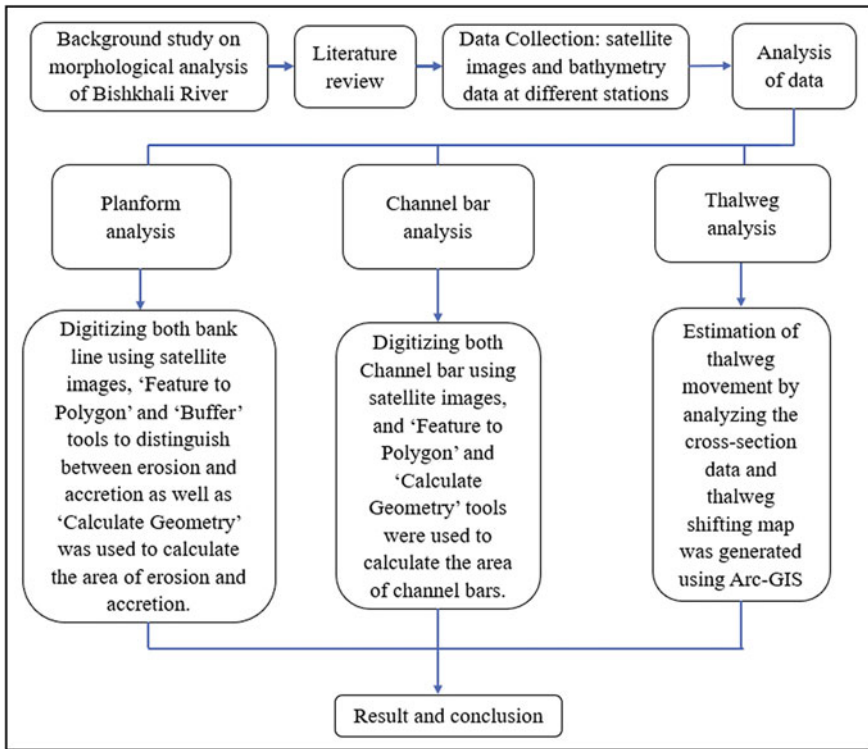 Background study on
morphological analysis
of Bishkhali River
Literature
review
Data Collection: satellite
images and bathymetry
data at different stations
Analysis
of data
Planform
analysis
Channel bar
analysis
Thalweg
analysis
Digitizing both bank
line using satellite
images, ‘Feature to
Polygon’ and ‘Buffer’
tools to distinguish
between erosion and
accretion as well as
‘Calculate Geometry’
was used to calculate
the area of erosion and
accretion.
Digitizing both
Channel bar using
satellite images,
and ‘Feature to
Polygon’ and
‘Calculate
Geometry’ tools
were used to
calculate the area
of channel bars.
Estimation of
thalweg
movement by
analyzing the
cross-section
data and
thalweg
shifting map
was generated
using Arc-GIS
Result and conclusion